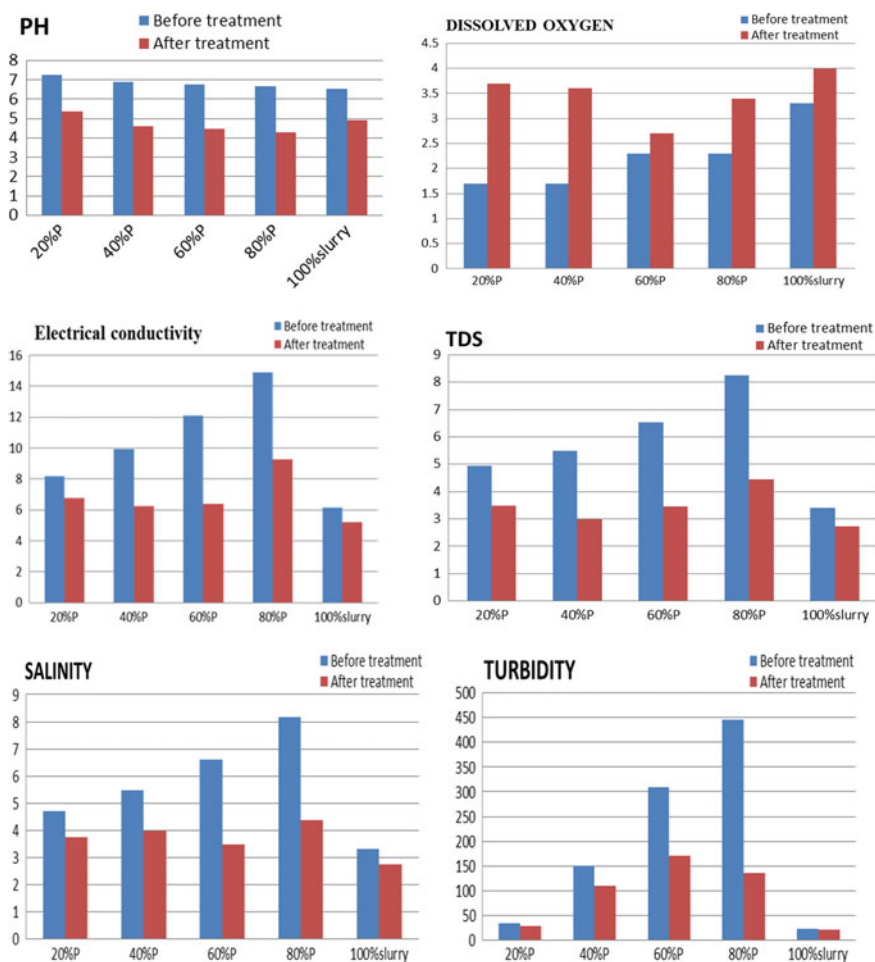 PH
Before treatment
After treatment
8
7
6
5
4
3
2
1
0
20%P
40%P
60%P
80%P
100%slurry
DISSOLVED OXYGEN
Before treatment
After treatment
4.5
4
3.5
3
2.5
2
1.5
1
0.5
0
20%P 40%P 60%P 80%P 100%slurry
Electrical conductivity
Before treatment
After treatment
16
14
12
10
8
6
4
2
0
20%P 40%P 60%P 80%P 100%slurry
TDS
Before treatment
After treatment
9
8
7
6
5
4
3
2
1
0
20%P 40%P 60%P 80%P 100%slurry
SALINITY
Before treatment
After treatment
9
8
7
6
5
4
3
2
1
0
20%P 40%P 60%P 80%P 100%slurry
TURBIDITY
Before treatment
After treatment
500
450
400
350
300
250
200
150
100
50
0
20%P 40%P 60%P 80%P 100%slurry